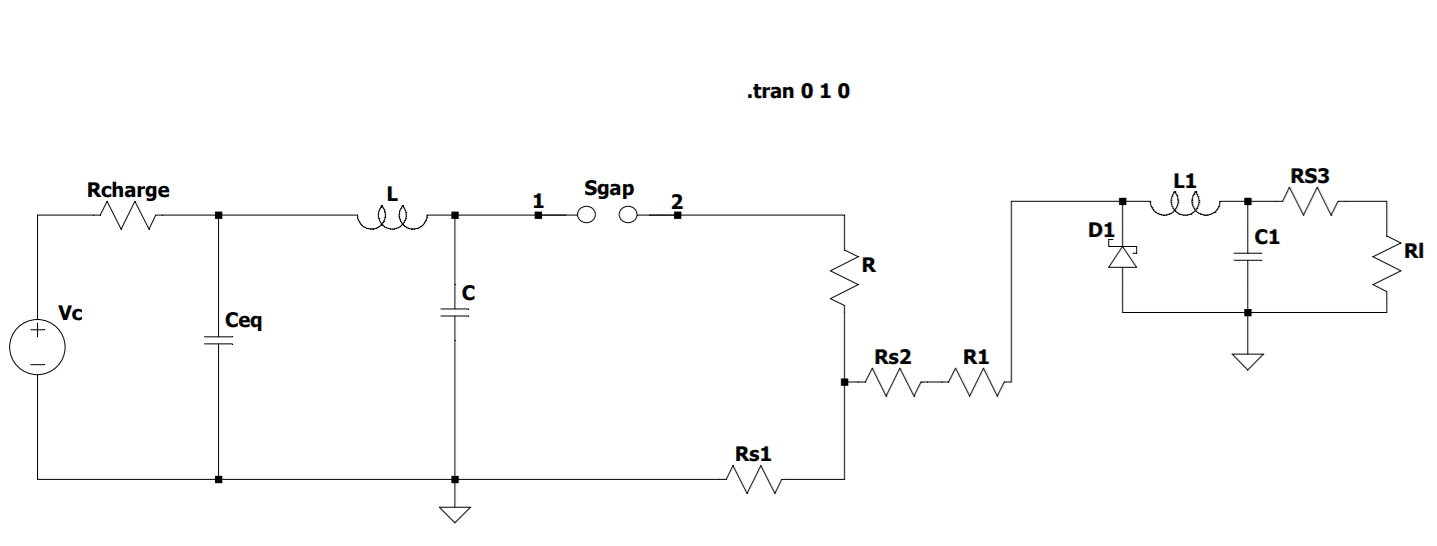 .tran 0 1 0
Rcharge
L
1
Sgap
2
L1
RS3
D1
C1
Rl
R
C
Vc
Ceq
Rs2
R1
Rs1